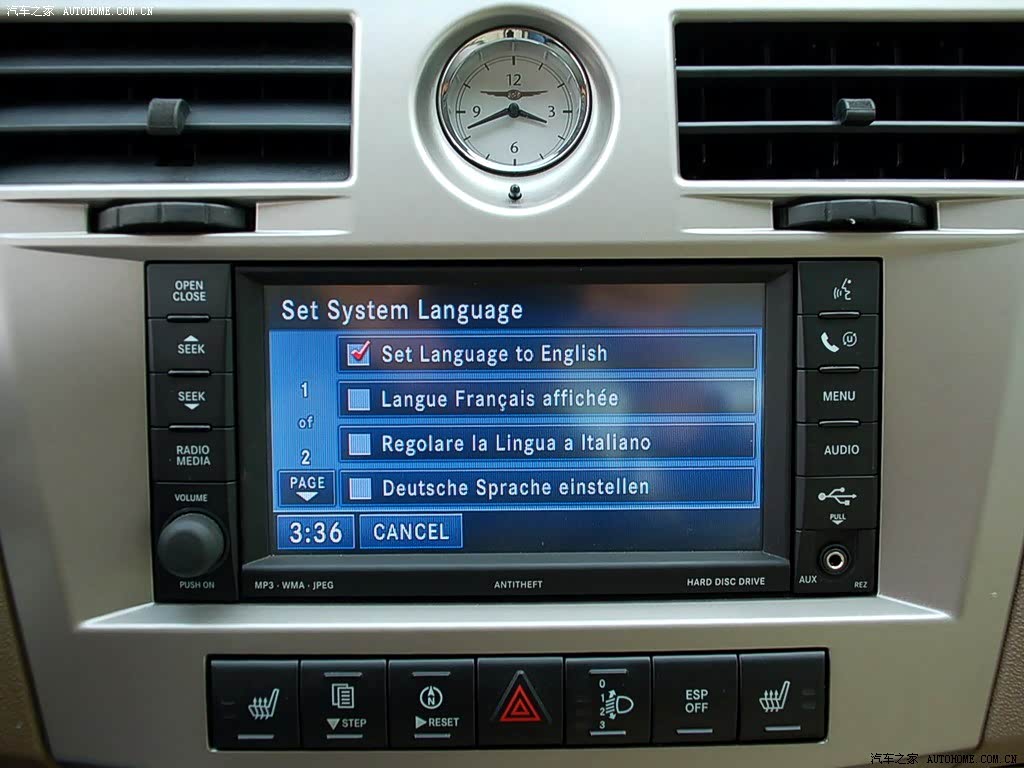 汽车之家 AUTOHOME.COM.CN
12
9 3
6
OPEN
CLOSE
SEEK
SEEK
RADIO
MEDIA
VOLUME
PUSH ON
Set System Language
Set Language to English
Langue Français affichée
Regolare la Lingua a Italiano
Deutsche Sprache einstellen
1
of
2
PAGE
3:36 CANCEL
MP3 · WMA · JPEG
ANTITHEFT
HARD DISC DRIVE
MENU
AUDIO
PULL
AUX
REZ
STEP
N
RESET
0
1
2
3
ESP
OFF
汽车之家 AUTOHOME.COM.CN